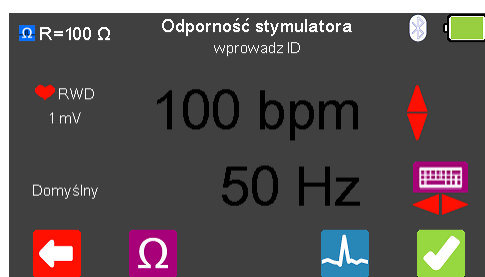 Ω R=100 Ω
Odporność stymulatora
wprowadz ID
RWD
1 mV
100 bpm
Domyślny
50 Hz
Ω